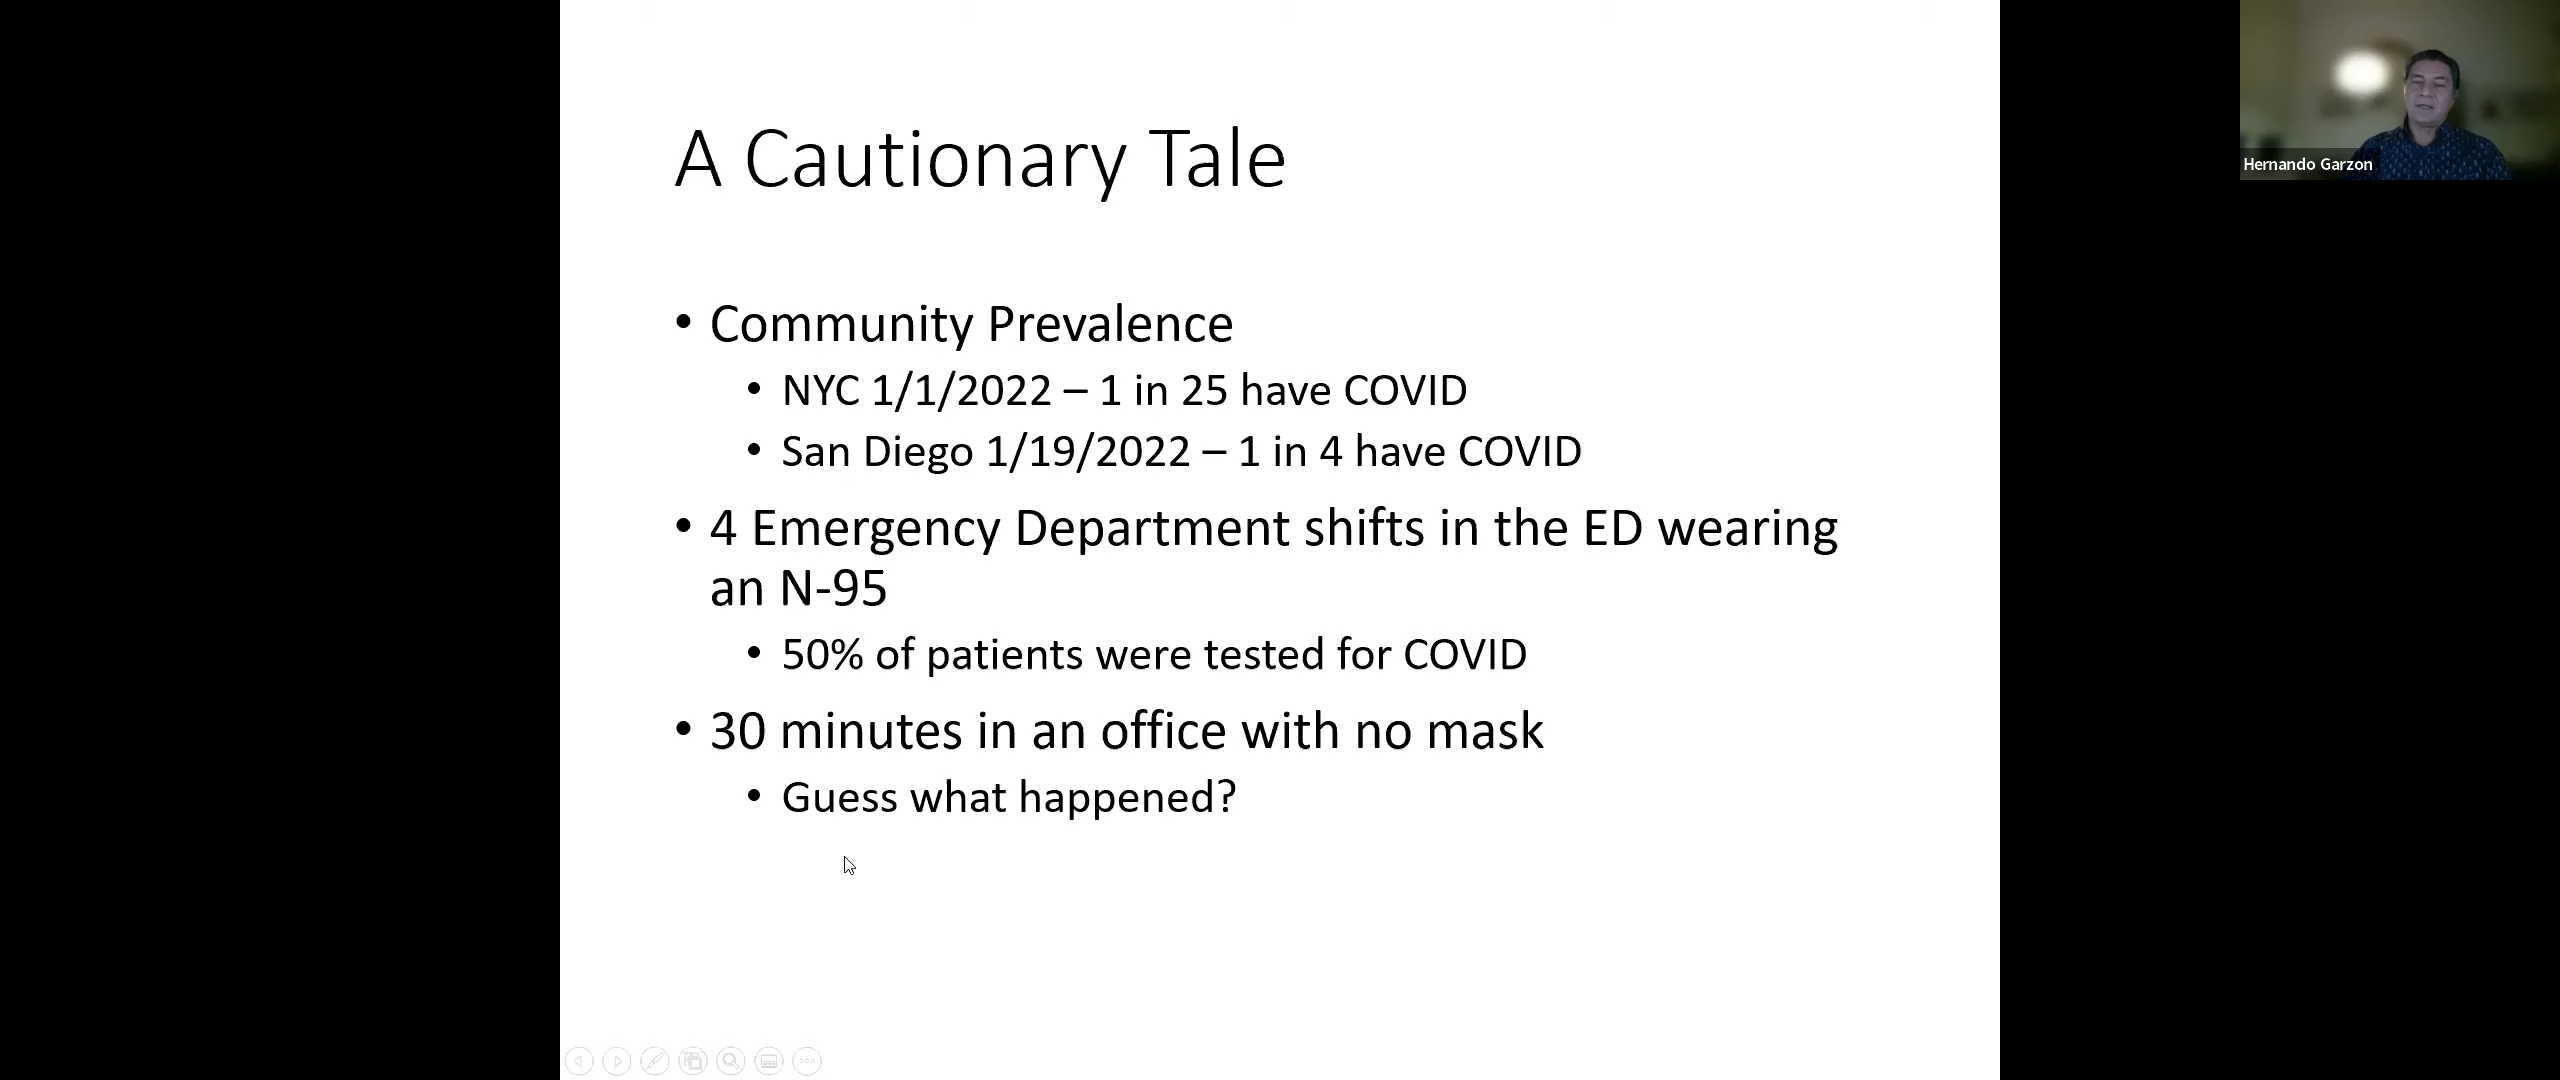 A Cautionary Tale
• Community Prevalence
• NYC 1/1/2022 – 1 in 25 have COVID
• San Diego 1/19/2022 – 1 in 4 have COVID
• 4 Emergency Department shifts in the ED wearing
an N-95
• 50% of patients were tested for COVID
• 30 minutes in an office with no mask
• Guess what happened?
Hernando Garzon